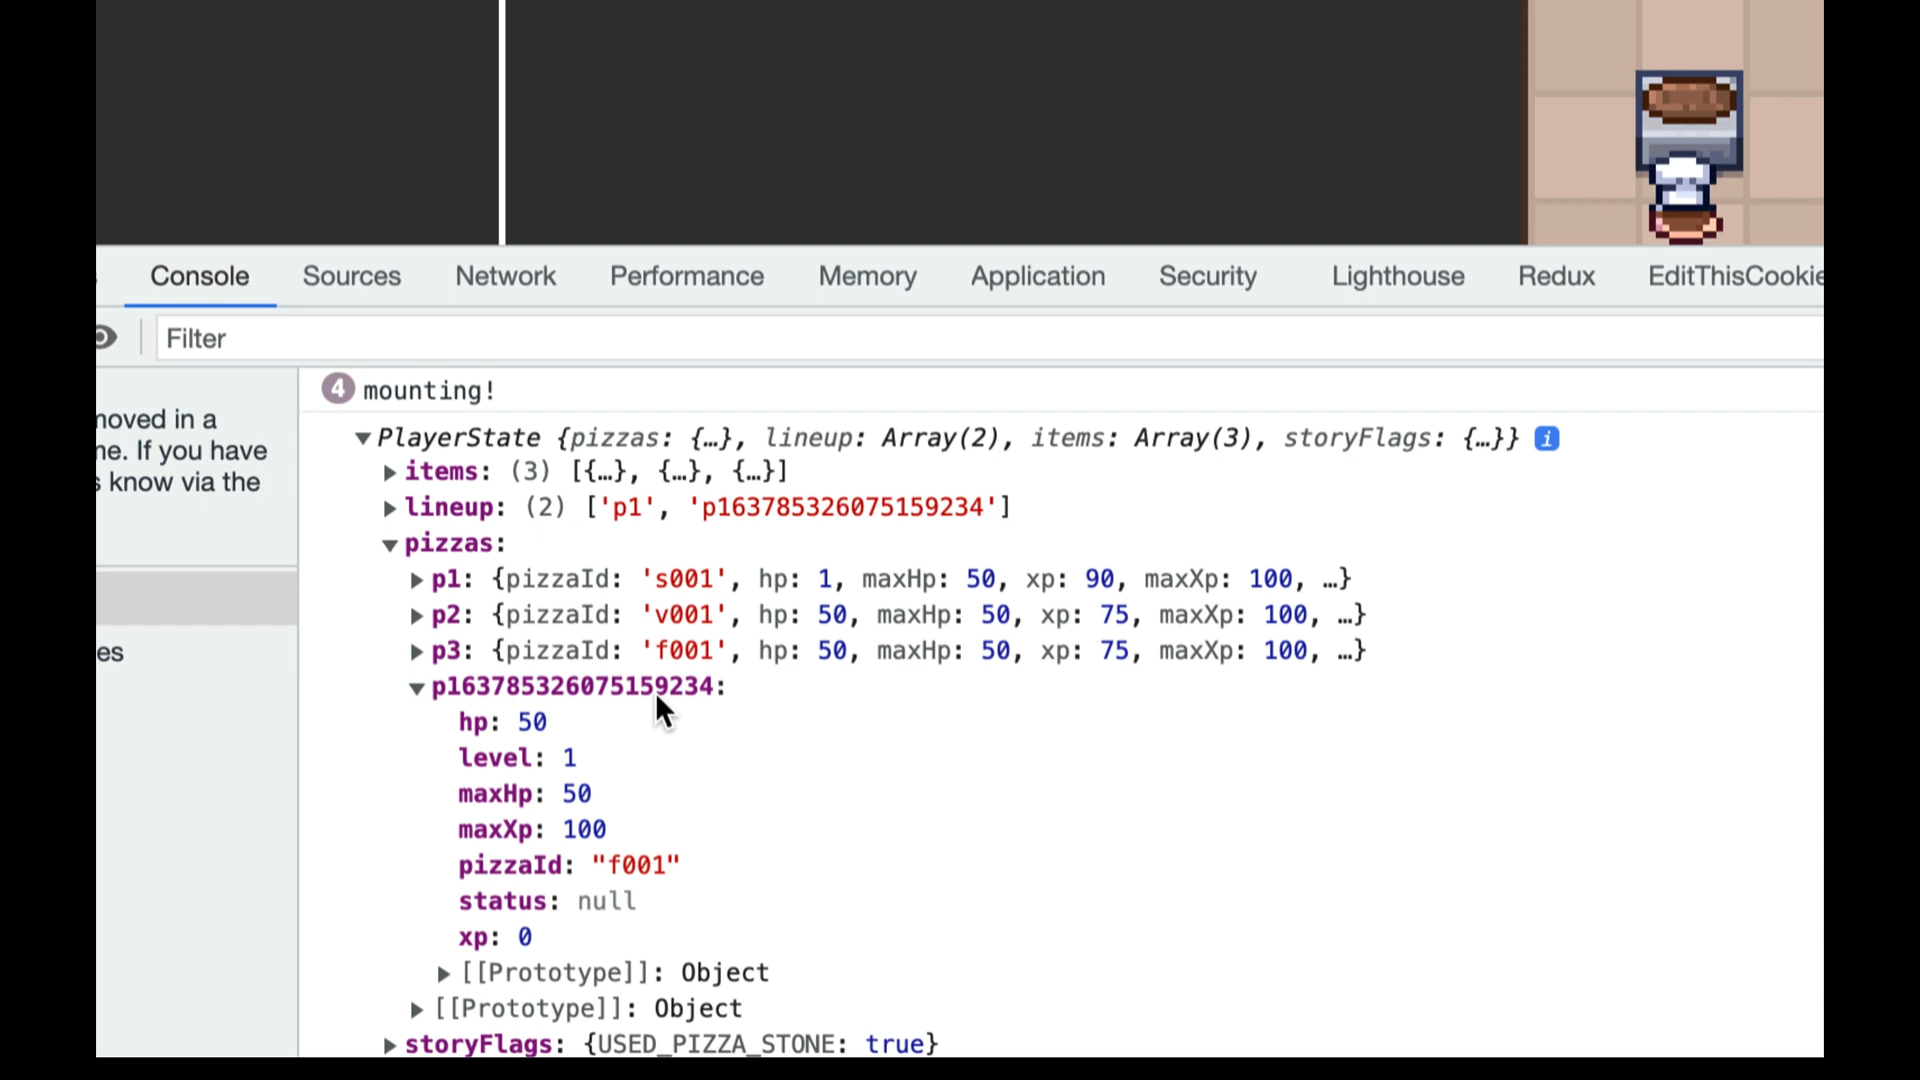 Console Sources Network Performance Memory Application Security Lighthouse Redux EditThisCookie
Filter
moved in a
ne. If you have
s know via the
es
4 mounting!
▼PlayerState {pizzas: {…}, lineup: Array(2), items: Array(3), storyFlags: {…}} i
▶items: (3) [{…}, {…}, {…}]
▶lineup: (2) ['p1', 'p163785326075159234']
▼pizzas:
▶p1: {pizzaId: 's001', hp: 1, maxHp: 50, xp: 90, maxXp: 100, …}
▶p2: {pizzaId: 'v001', hp: 50, maxHp: 50, xp: 75, maxXp: 100, …}
▶p3: {pizzaId: 'f001', hp: 50, maxHp: 50, xp: 75, maxXp: 100, …}
▼p163785326075159234:
hp: 50
level: 1
maxHp: 50
maxXp: 100
pizzaId: "f001"
status: null
xp: 0
▶[[Prototype]]: Object
▶[[Prototype]]: Object
▶storyFlags: {USED_PIZZA_STONE: true}